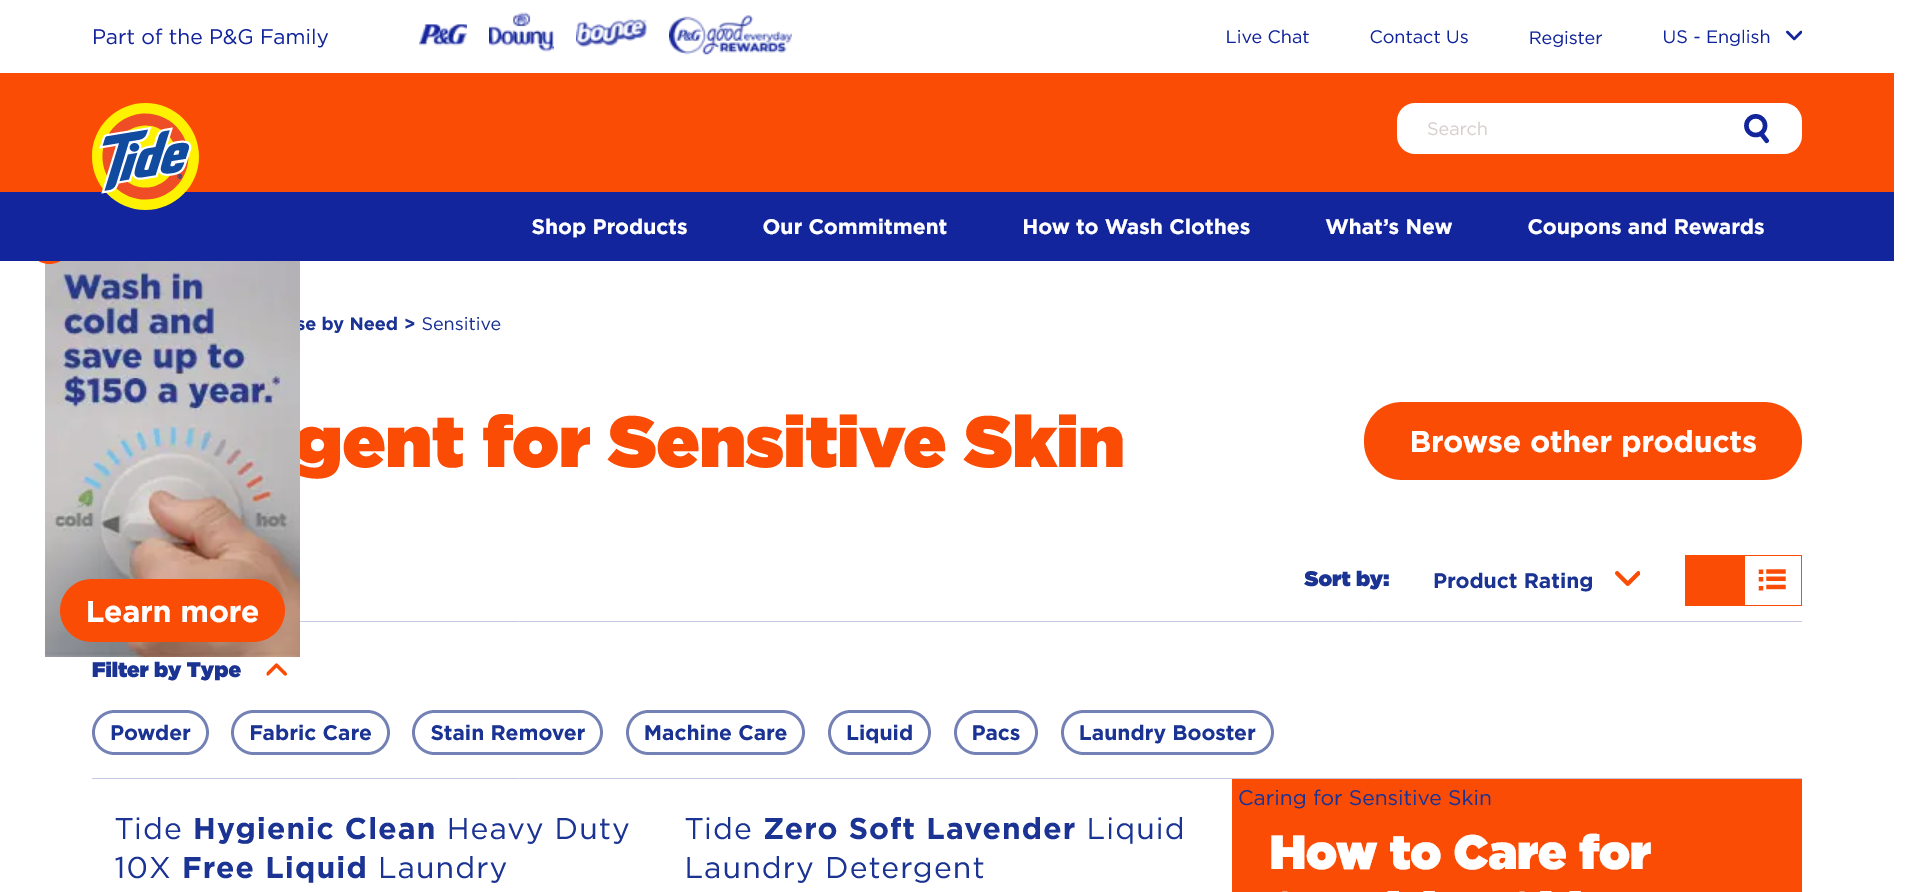 Part of the P&G Family
P&G
Downy
bounce
P&G good everyday REWARDS
Live Chat
Contact Us
Register
US - English
Tide
Search
Shop Products
Our Commitment
How to Wash Clothes
What's New
Coupons and Rewards
Wash in
cold and
save up to
$150 a year.*
cold
hot
Learn more
se by Need > Sensitive
gent for Sensitive Skin
Browse other products
Sort by:
Product Rating
Filter by Type
Powder
Fabric Care
Stain Remover
Machine Care
Liquid
Pacs
Laundry Booster
Tide Hygienic Clean Heavy Duty
10X Free Liquid Laundry
Tide Zero Soft Lavender Liquid
Laundry Detergent
Caring for Sensitive Skin
How to Care for